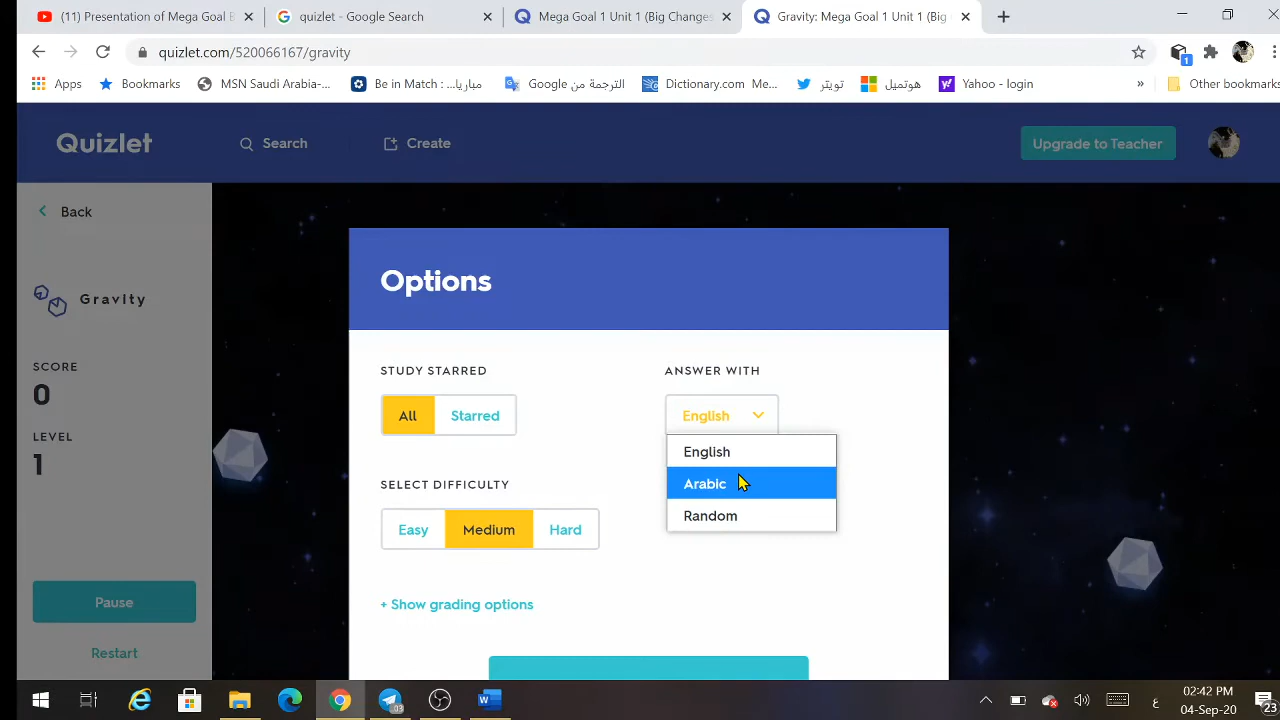 (11) Presentation of Mega Goal B
quizlet - Google Search
Mega Goal 1 Unit 1 (Big Change
Gravity: Mega Goal 1 Unit 1 (Big
quizlet.com/520066167/gravity
1
Apps
Bookmarks
MSN Saudi Arabia-...
Be in Match : ...مباريا
الترجمة من Google
Dictionary.com Me...
تويتر
هوتميل
Yahoo - login
»
Other bookmarks
Quizlet
Search
Create
Upgrade to Teacher
Back
Gravity
SCORE
0
LEVEL
1
Pause
Restart
Options
STUDY STARRED
All
Starred
ANSWER WITH
English
English
Arabic
Random
SELECT DIFFICULTY
Easy
Medium
Hard
+ Show grading options
ع
02:42 PM
04-Sep-20
23